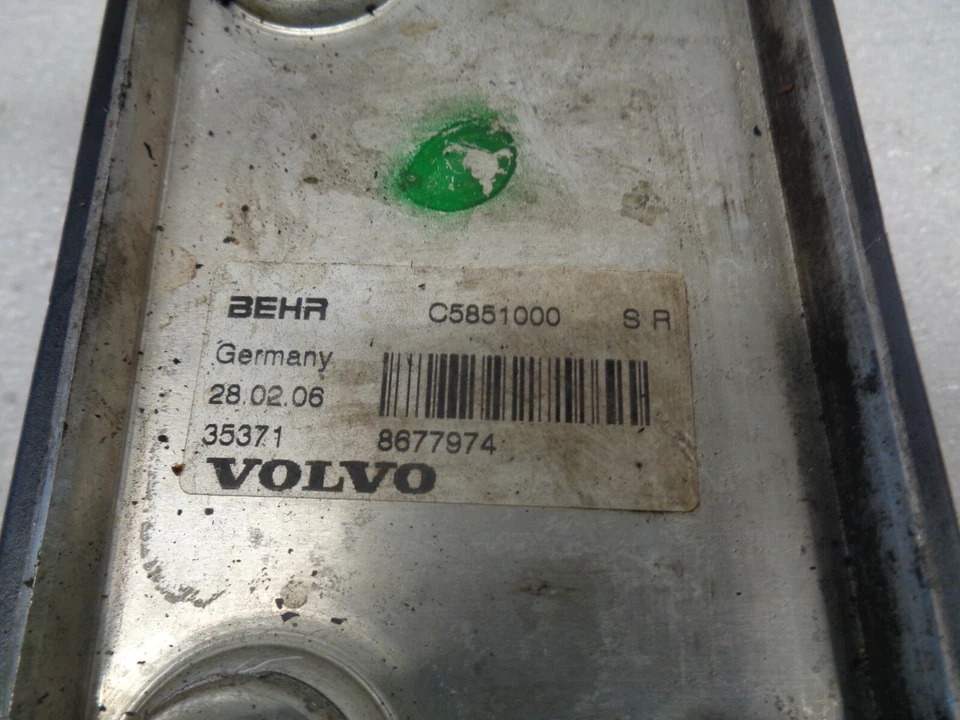 BEHR C5851000 S R
Germany
28.02.06
35371 8677974
VOLVO